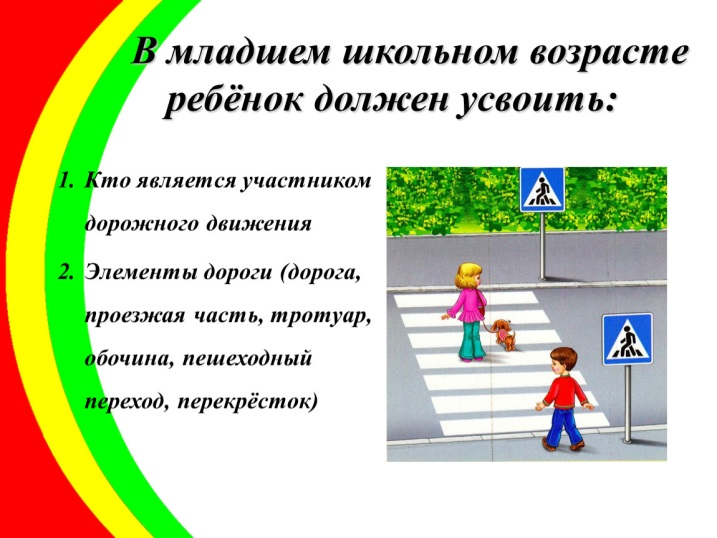 В младшем школьном возрасте
ребёнок должен усвоить:
1. Кто является участником
дорожного движения
2. Элементы дороги (дорога,
проезжая часть, тротуар,
обочина, пешеходный
переход, перекрёсток)